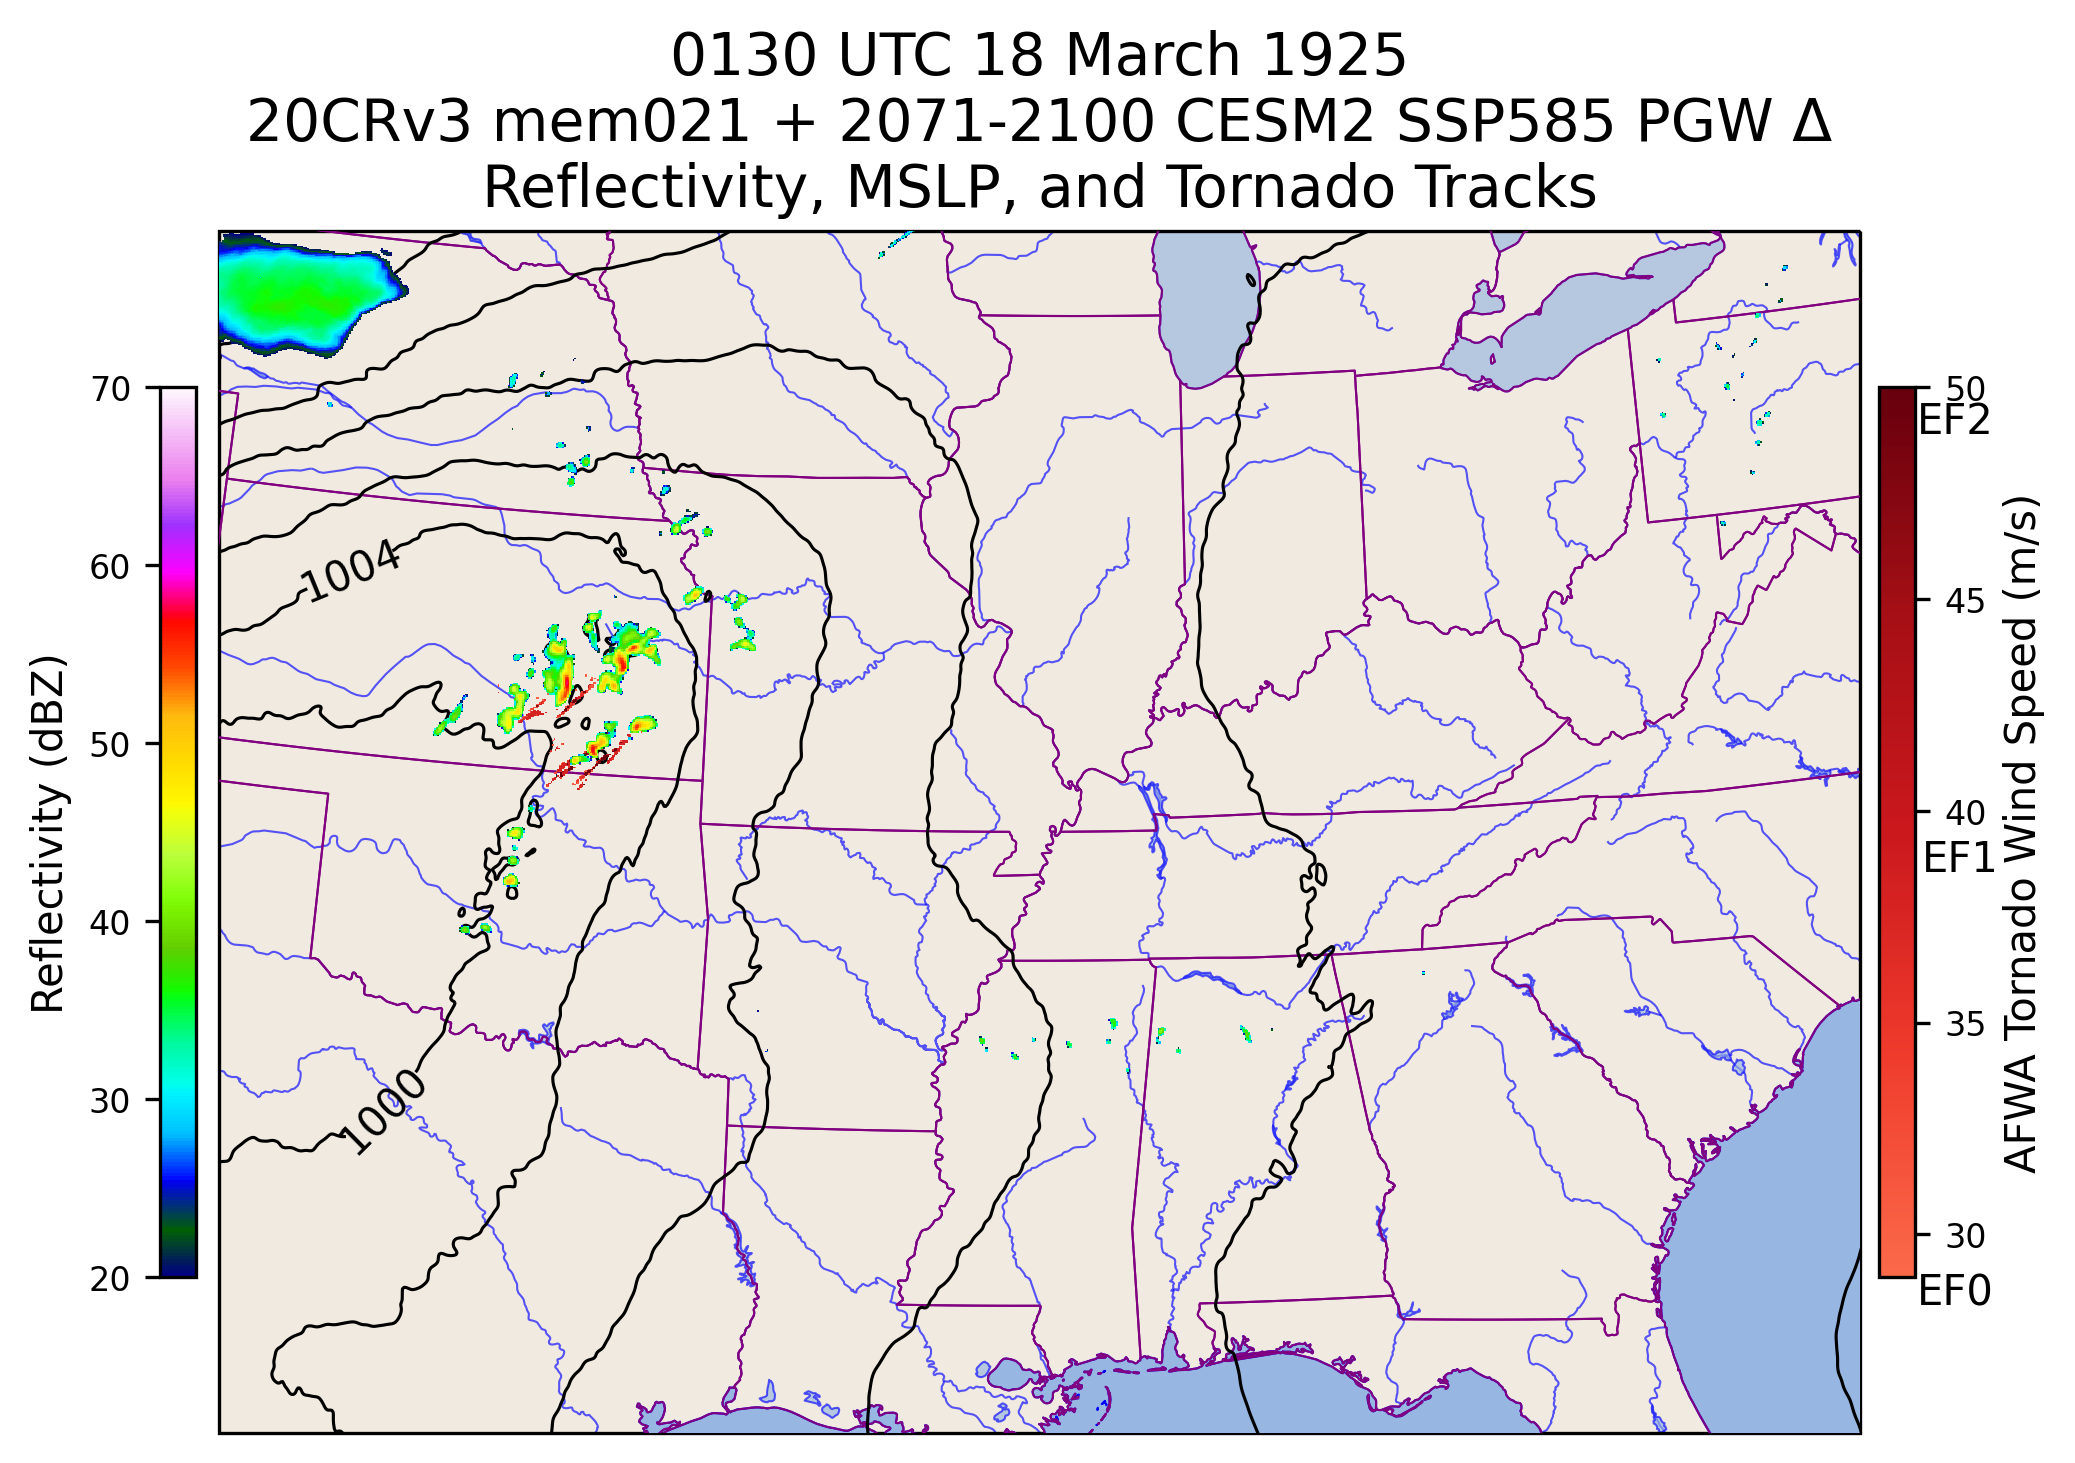 0130 UTC 18 March 1925
20CRv3 mem021 + 2071-2100 CESM2 SSP585 PGW Δ
Reflectivity, MSLP, and Tornado Tracks
Reflectivity (dBZ)
70
60
50
40
30
20
1004
1000
50
EF2
45
40
EF1
35
30
EF0
AFWA Tornado Wind Speed (m/s)